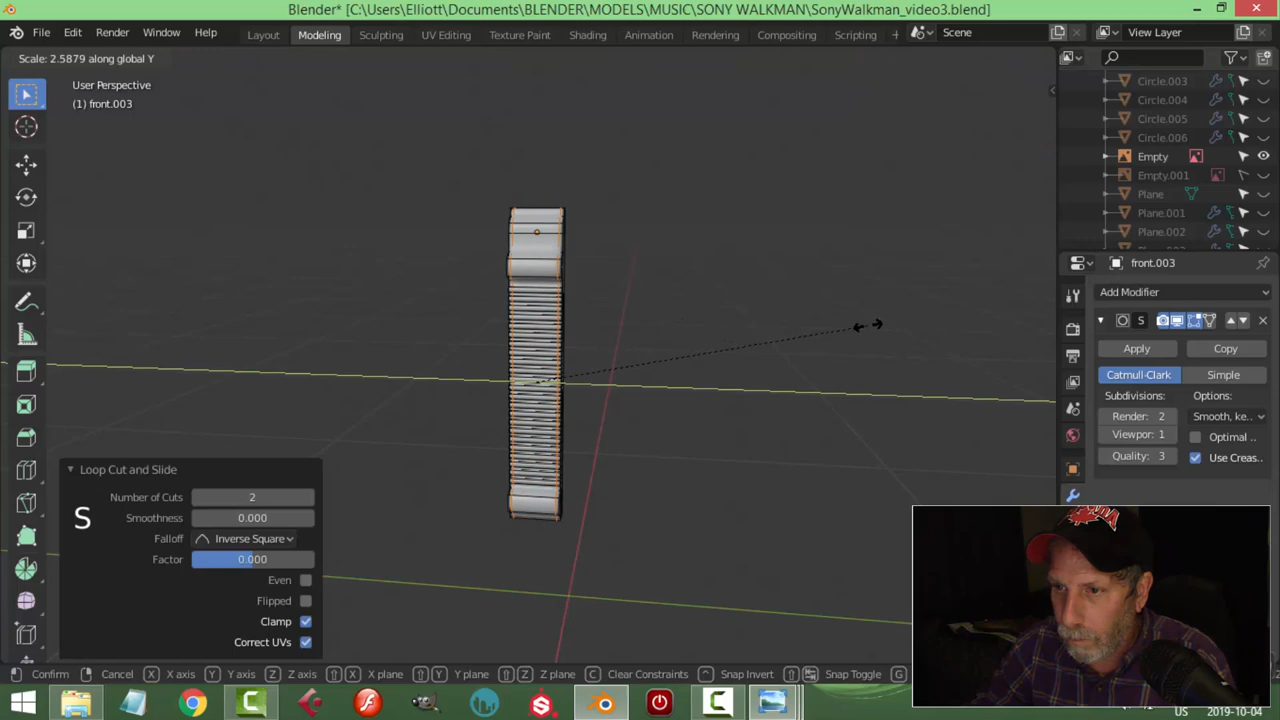 Blender* [C:\Users\Elliott\Documents\BLENDER\MODELS\MUSIC\SONY WALKMAN\SonyWalkman_video3.blend]
File Edit Render Window Help Layout Modeling Sculpting UV Editing Texture Paint Shading Animation Rendering Compositing Scripting + Scene View Layer
Scale: 2.5879 along global Y
User Perspective
(1) front.003
Circle.003
Circle.004
Circle.005
Circle.006
Empty
Empty.001
Plane
Plane.001
Plane.002
front.003
Add Modifier
S
Apply Copy
Catmull-Clark Simple
Subdivisions: Options:
Render: 2 Smooth, ke..
Viewpor: 1 Optimal ..
Quality: 3 Use Creas..
Loop Cut and Slide
Number of Cuts 2
Smoothness 0.000
Falloff Inverse Square
Factor 0.000
Even
Flipped
Clamp
Correct UVs
S
Confirm Cancel X X axis Y Y axis Z Z axis X X plane Y Y plane Z Z plane C Clear Constraints Snap Invert Snap Toggle G
CANADA
US 2019-10-04